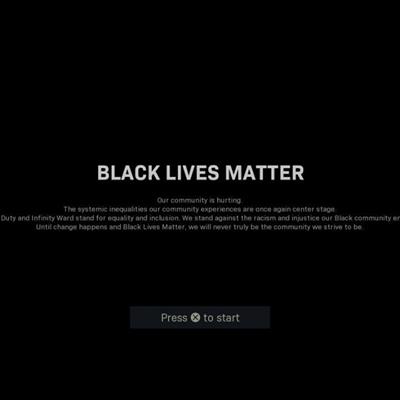 BLACK LIVES MATTER
Our community is hurting.
The systemic inequalities our community experiences are once again center stage.
Duty and Infinity Ward stand for equality and inclusion. We stand against the racism and injustice our Black community
Until change happens and Black Lives Matter, we will never truly be the community we strive to be.
Press ⊗ to start